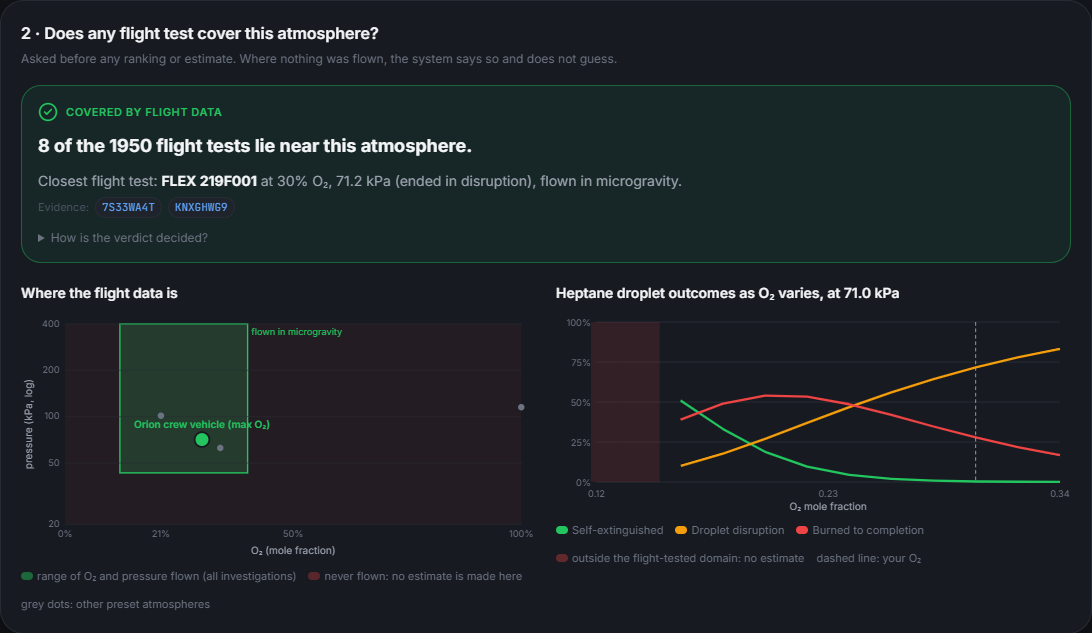 2 · Does any flight test cover this atmosphere?
Asked before any ranking or estimate. Where nothing was flown, the system says so and does not guess.
COVERED BY FLIGHT DATA
8 of the 1950 flight tests lie near this atmosphere.
Closest flight test: FLEX 219F001 at 30% O₂, 71.2 kPa (ended in disruption), flown in microgravity.
Evidence: 7S33WA4T KNXGHWG9
How is the verdict decided?
Where the flight data is
400
200
100
50
20
pressure (kPa, log)
flown in microgravity
Orion crew vehicle (max O₂)
0% 21% 50% 100%
O₂ (mole fraction)
range of O₂ and pressure flown (all investigations) never flown: no estimate is made here
grey dots: other preset atmospheres
Heptane droplet outcomes as O₂ varies, at 71.0 kPa
100%
75%
50%
25%
0%
0.12 0.23 0.34
O₂ mole fraction
Self-extinguished Droplet disruption Burned to completion
outside the flight-tested domain: no estimate dashed line: your O₂